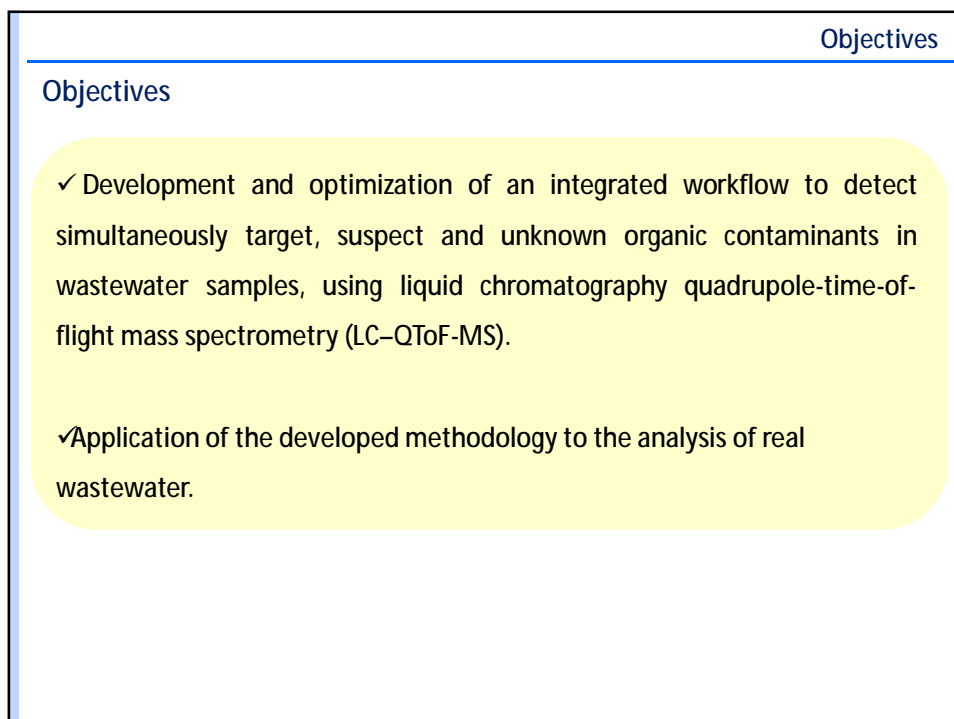 Objectives
Objectives
✓ Development and optimization of an integrated workflow to detect
simultaneously target, suspect and unknown organic contaminants in
wastewater samples, using liquid chromatography quadrupole-time-of-
flight mass spectrometry (LC–QToF-MS).
✓Application of the developed methodology to the analysis of real
wastewater.